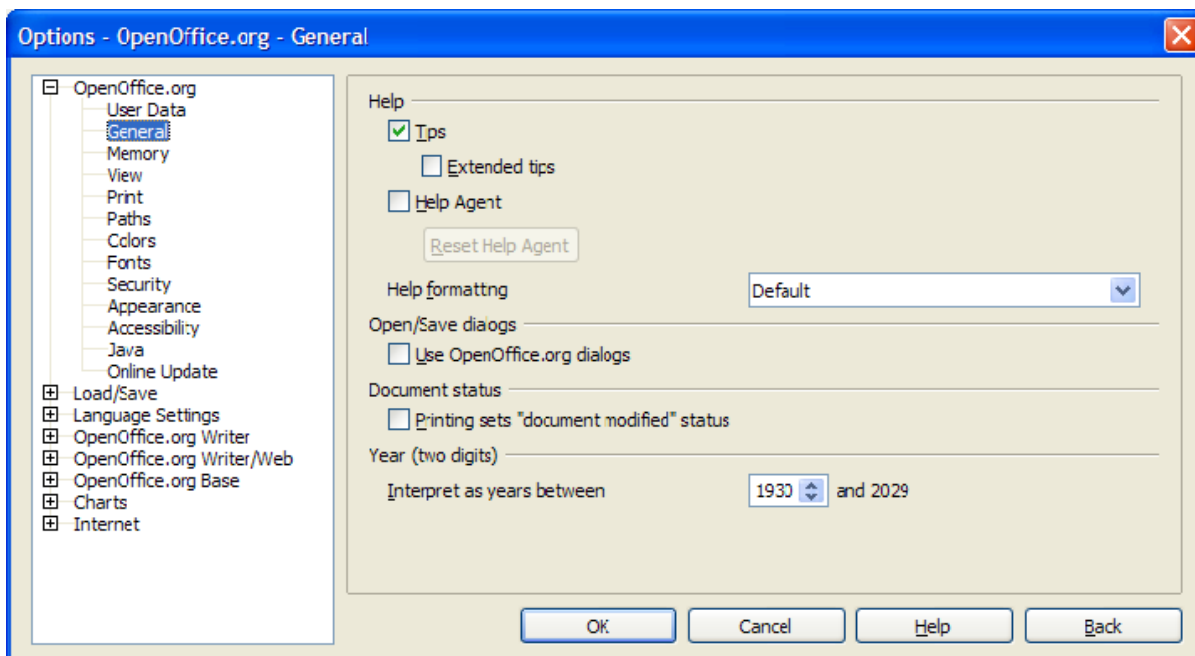 Options - OpenOffice.org - General
OpenOffice.org
User Data
General
Memory
View
Print
Paths
Colors
Fonts
Security
Appearance
Accessibility
Java
Online Update
Load/Save
Language Settings
OpenOffice.org Writer
OpenOffice.org Writer/Web
OpenOffice.org Base
Charts
Internet
Help
Tips
Extended tips
Help Agent
Reset Help Agent
Help formatting Default
Open/Save dialogs
Use OpenOffice.org dialogs
Document status
Printing sets "document modified" status
Year (two digits)
Interpret as years between 1930 and 2029
OK Cancel Help Back